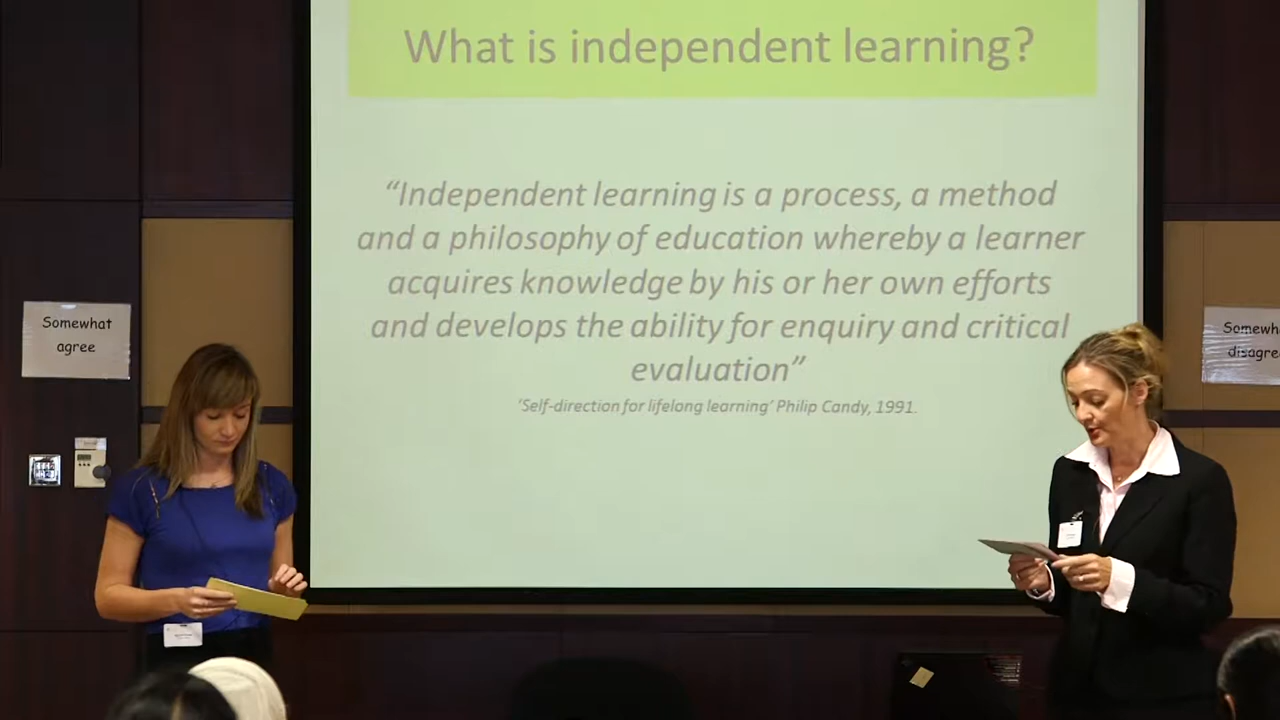 What is independent learning?
“Independent learning is a process, a method
and a philosophy of education whereby a learner
acquires knowledge by his or her own efforts
and develops the ability for enquiry and critical
evaluation”
‘Self-direction for lifelong learning’ Philip Candy, 1991.
Somewhat
agree